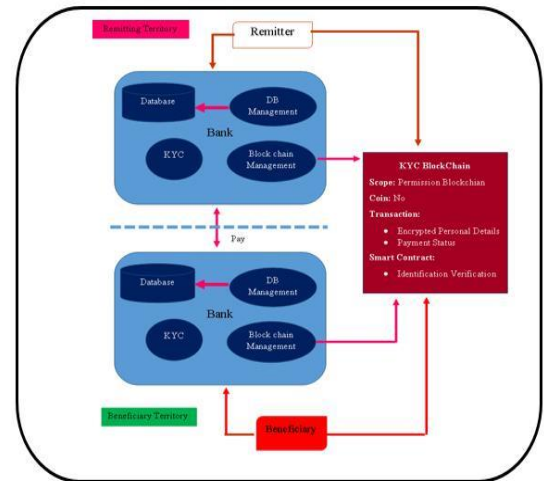 Remitting Territory
Remitter
Database
DB
Management
Bank
KYC
Block chain
Management
KYC BlockChain
Scope: Permission Blockchian
Coin: No
Transaction:
Encrypted Personal Details
Payment Status
Smart Contract:
Identification Verification
Pay
Database
DB
Management
Bank
KYC
Block chain
Management
Beneficiary Territory
Beneficiary